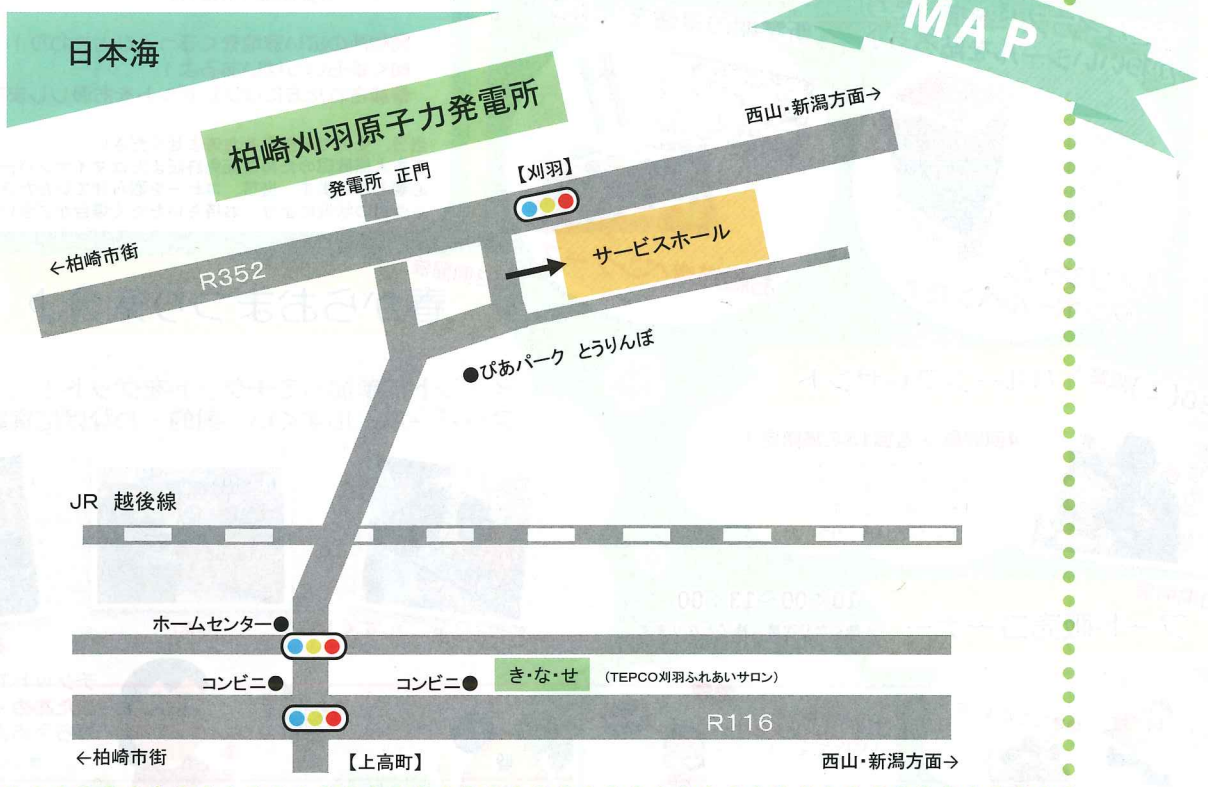 MAP
日本海
柏崎刈羽原子力発電所
西山・新潟方面→
発電所 正門
【刈羽】
←柏崎市街
R352
サービスホール
●ぴあパーク とうりんぼ
JR 越後線
ホームセンター●
コンビニ●
コンビニ●
き・な・せ
(TEPCO刈羽ふれあいサロン)
R116
←柏崎市街
【上高町】
西山・新潟方面→